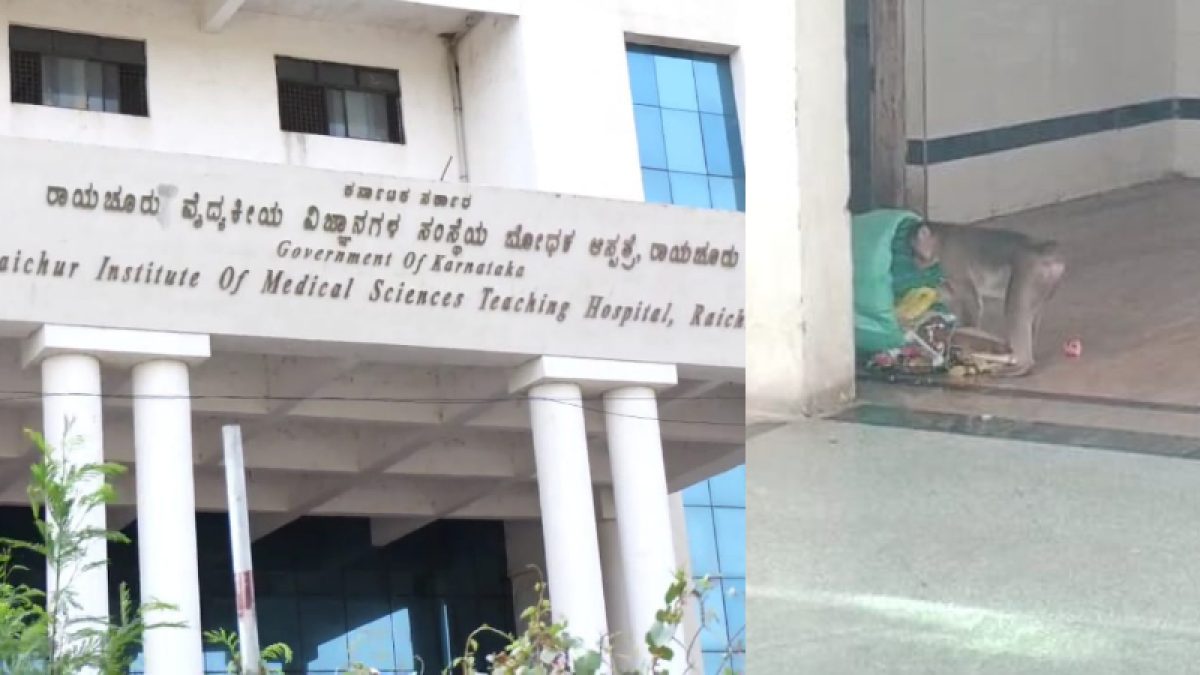 ಕರ್ನಾಟಕ ಸರ್ಕಾರ
ರಾಯಚೂರು ವೈದ್ಯಕೀಯ ವಿಜ್ಞಾನಗಳ ಸಂಸ್ಥೆಯ ಬೋಧಕ ಆಸ್ಪತ್ರೆ, ರಾಯಚೂರು
Government Of Karnataka
aichur Institute Of Medical Sciences Teaching Hospital, Raich